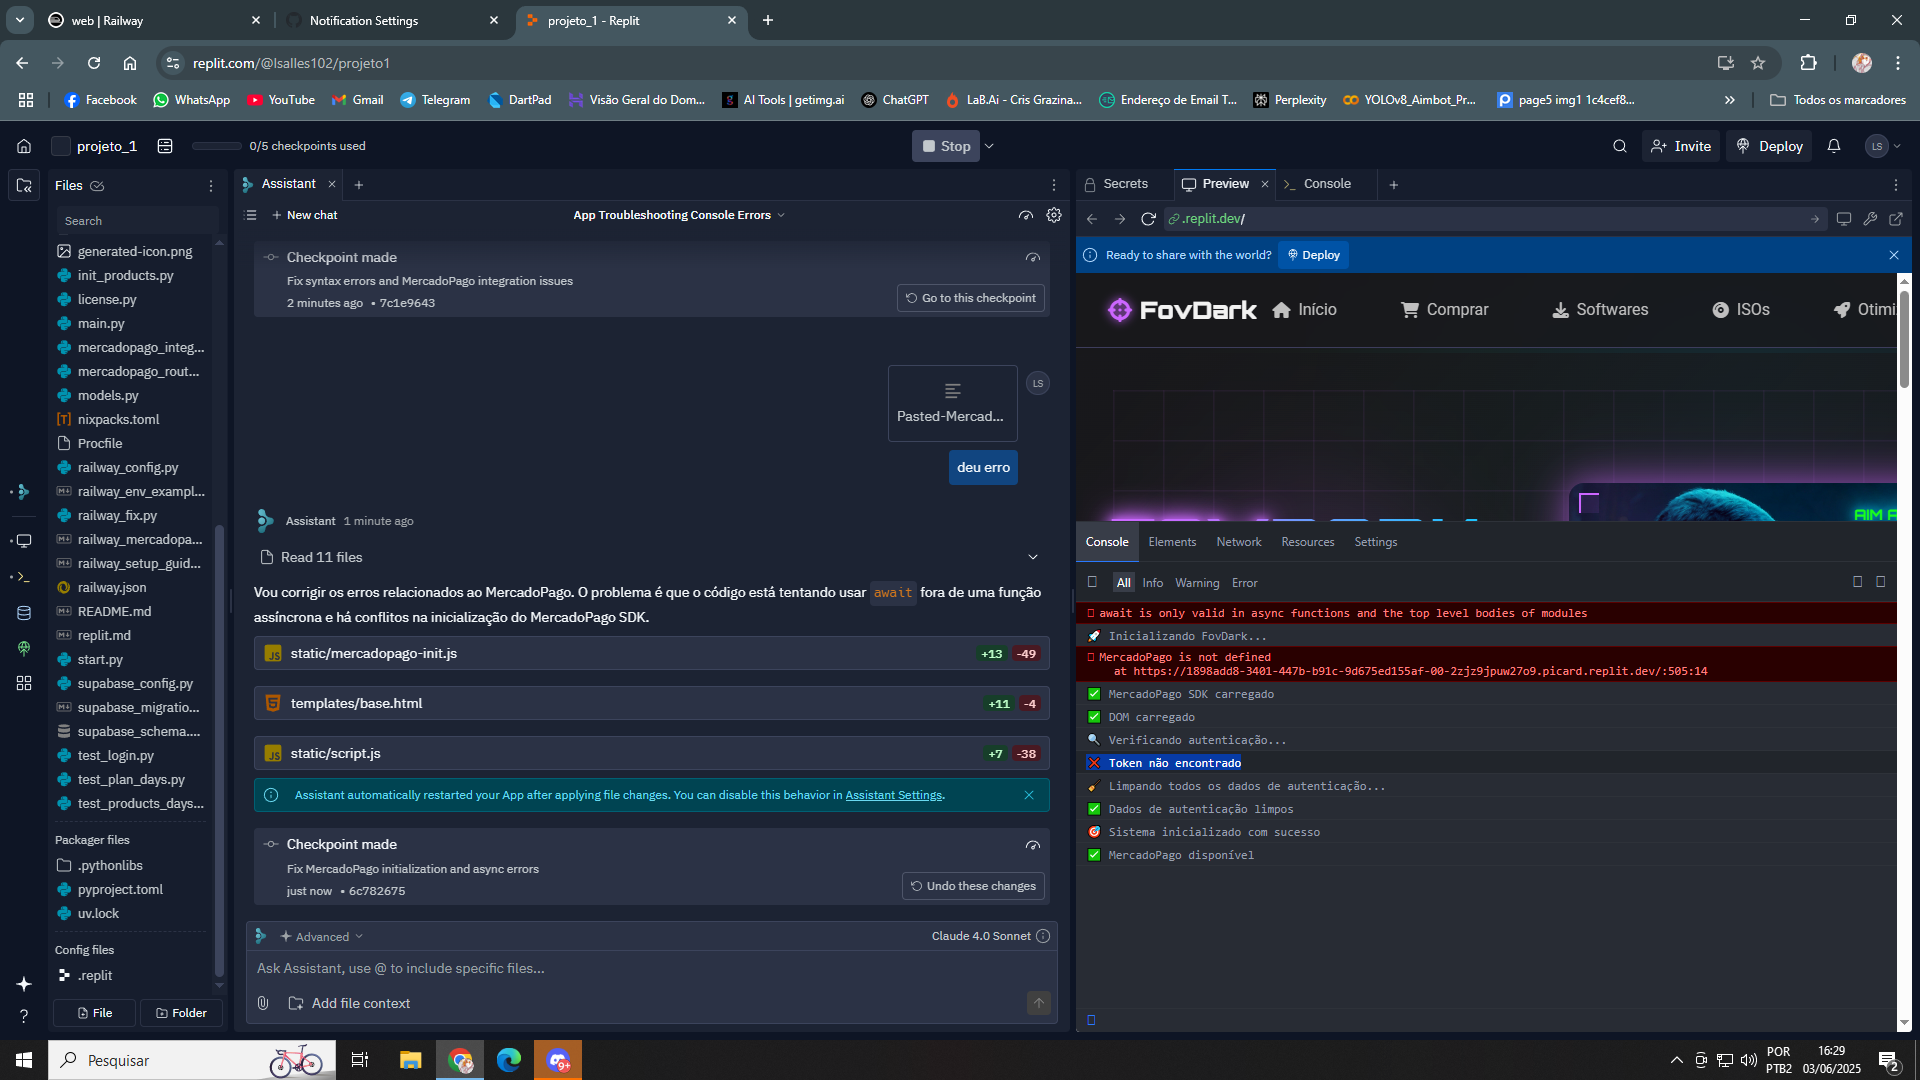 web | Railway
Notification Settings
projeto_1 - Replit
replit.com/@lsalles102/projeto1
Facebook
WhatsApp
YouTube
Gmail
Telegram
DartPad
Visão Geral do Dom...
AI Tools | getimg.ai
ChatGPT
LaB.Ai - Cris Grazina...
Endereço de Email T...
Perplexity
YOLOv8_Aimbot_Pr...
page5 img1 1c4cef8...
Todos os marcadores
projeto_1
0/5 checkpoints used
Stop
Invite
Deploy
LS
Files
Search
generated-icon.png
init_products.py
license.py
main.py
mercadopago_integ...
mercadopago_rout...
models.py
nixpacks.toml
Procfile
railway_config.py
railway_env_exampl...
railway_fix.py
railway_mercadopa...
railway_setup_guid...
railway.json
README.md
replit.md
start.py
supabase_config.py
supabase_migratio...
supabase_schema....
test_login.py
test_plan_days.py
test_products_days...
Packager files
.pythonlibs
pyproject.toml
uv.lock
Config files
.replit
File
Folder
Assistant
New chat
App Troubleshooting Console Errors
Checkpoint made
Fix syntax errors and MercadoPago integration issues
2 minutes ago • 7c1e9643
Go to this checkpoint
Pasted-Mercad...
LS
deu erro
Assistant 1 minute ago
Read 11 files
Vou corrigir os erros relacionados ao MercadoPago. O problema é que o código está tentando usar await fora de uma função
assíncrona e há conflitos na inicialização do MercadoPago SDK.
JS static/mercadopago-init.js +13 -49
templates/base.html +11 -4
JS static/script.js +7 -38
Assistant automatically restarted your App after applying file changes. You can disable this behavior in Assistant Settings.
Checkpoint made
Fix MercadoPago initialization and async errors
just now • 6c782675
Undo these changes
Advanced
Claude 4.0 Sonnet
Ask Assistant, use @ to include specific files...
Add file context
Secrets
Preview
Console
.replit.dev/
Ready to share with the world?
Deploy
FovDark
Início
Comprar
Softwares
ISOs
Otimi
AIM A
Console
Elements
Network
Resources
Settings
All
Info
Warning
Error
await is only valid in async functions and the top level bodies of modules
Inicializando FovDark...
MercadoPago is not defined
at https://1898add8-3401-447b-b91c-9d675ed155af-00-2zjz9jpuw27o9.picard.replit.dev/:505:14
MercadoPago SDK carregado
DOM carregado
Verificando autenticação...
Token não encontrado
Limpando todos os dados de autenticação...
Dados de autenticação limpos
Sistema inicializado com sucesso
MercadoPago disponível
Pesquisar
9+
POR
PTB2
16:29
03/06/2025
2